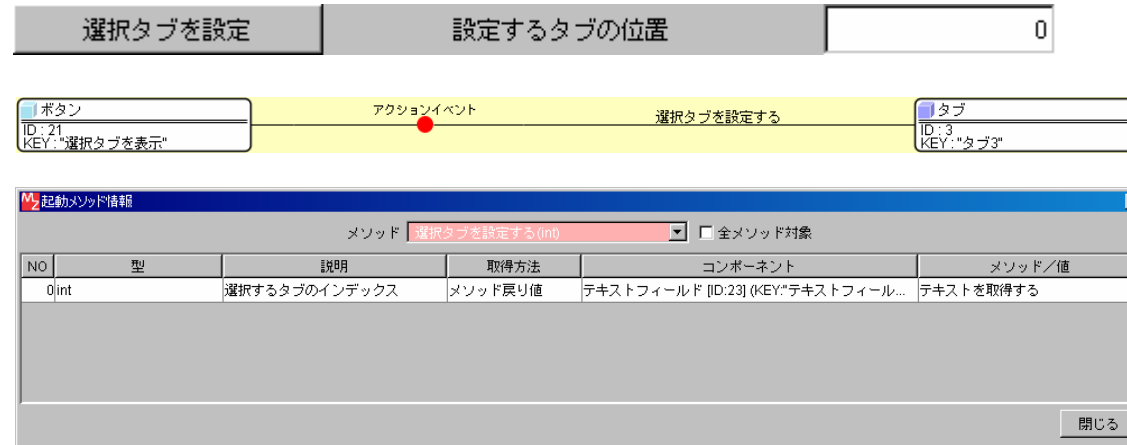 選択タブを設定 設定するタブの位置 0
ボタン アクションイベント 選択タブを設定する タブ
ID : 21 ID : 3
KEY : "選択タブを表示" KEY : "タブ3"
起動メソッド情報
メソッド 選択タブを設定する(int) 全メソッド対象
NO 型 説明 取得方法 コンポーネント メソッド/値
0 int 選択するタブのインデックス メソッド戻り値 テキストフィールド [ID:23] (KEY:"テキストフィール... テキストを取得する
閉じる